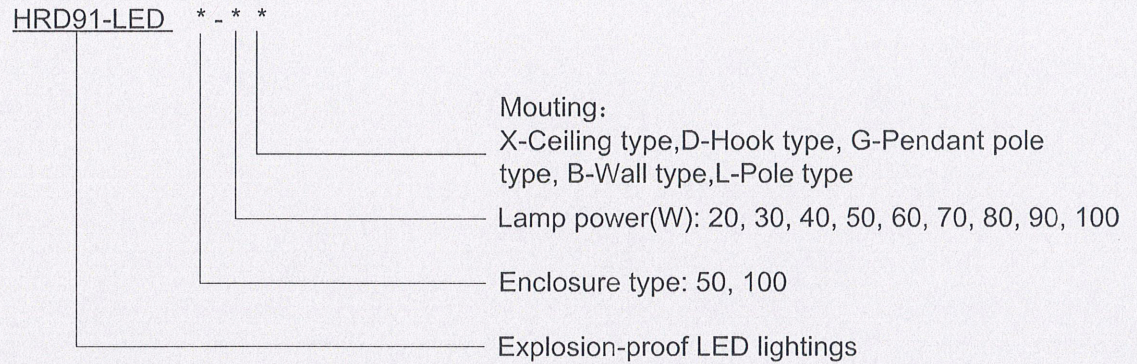 HRD91-LED * - * *
Mouting:
X-Ceiling type,D-Hook type, G-Pendant pole
type, B-Wall type,L-Pole type
Lamp power(W): 20, 30, 40, 50, 60, 70, 80, 90, 100
Enclosure type: 50, 100
Explosion-proof LED lightings